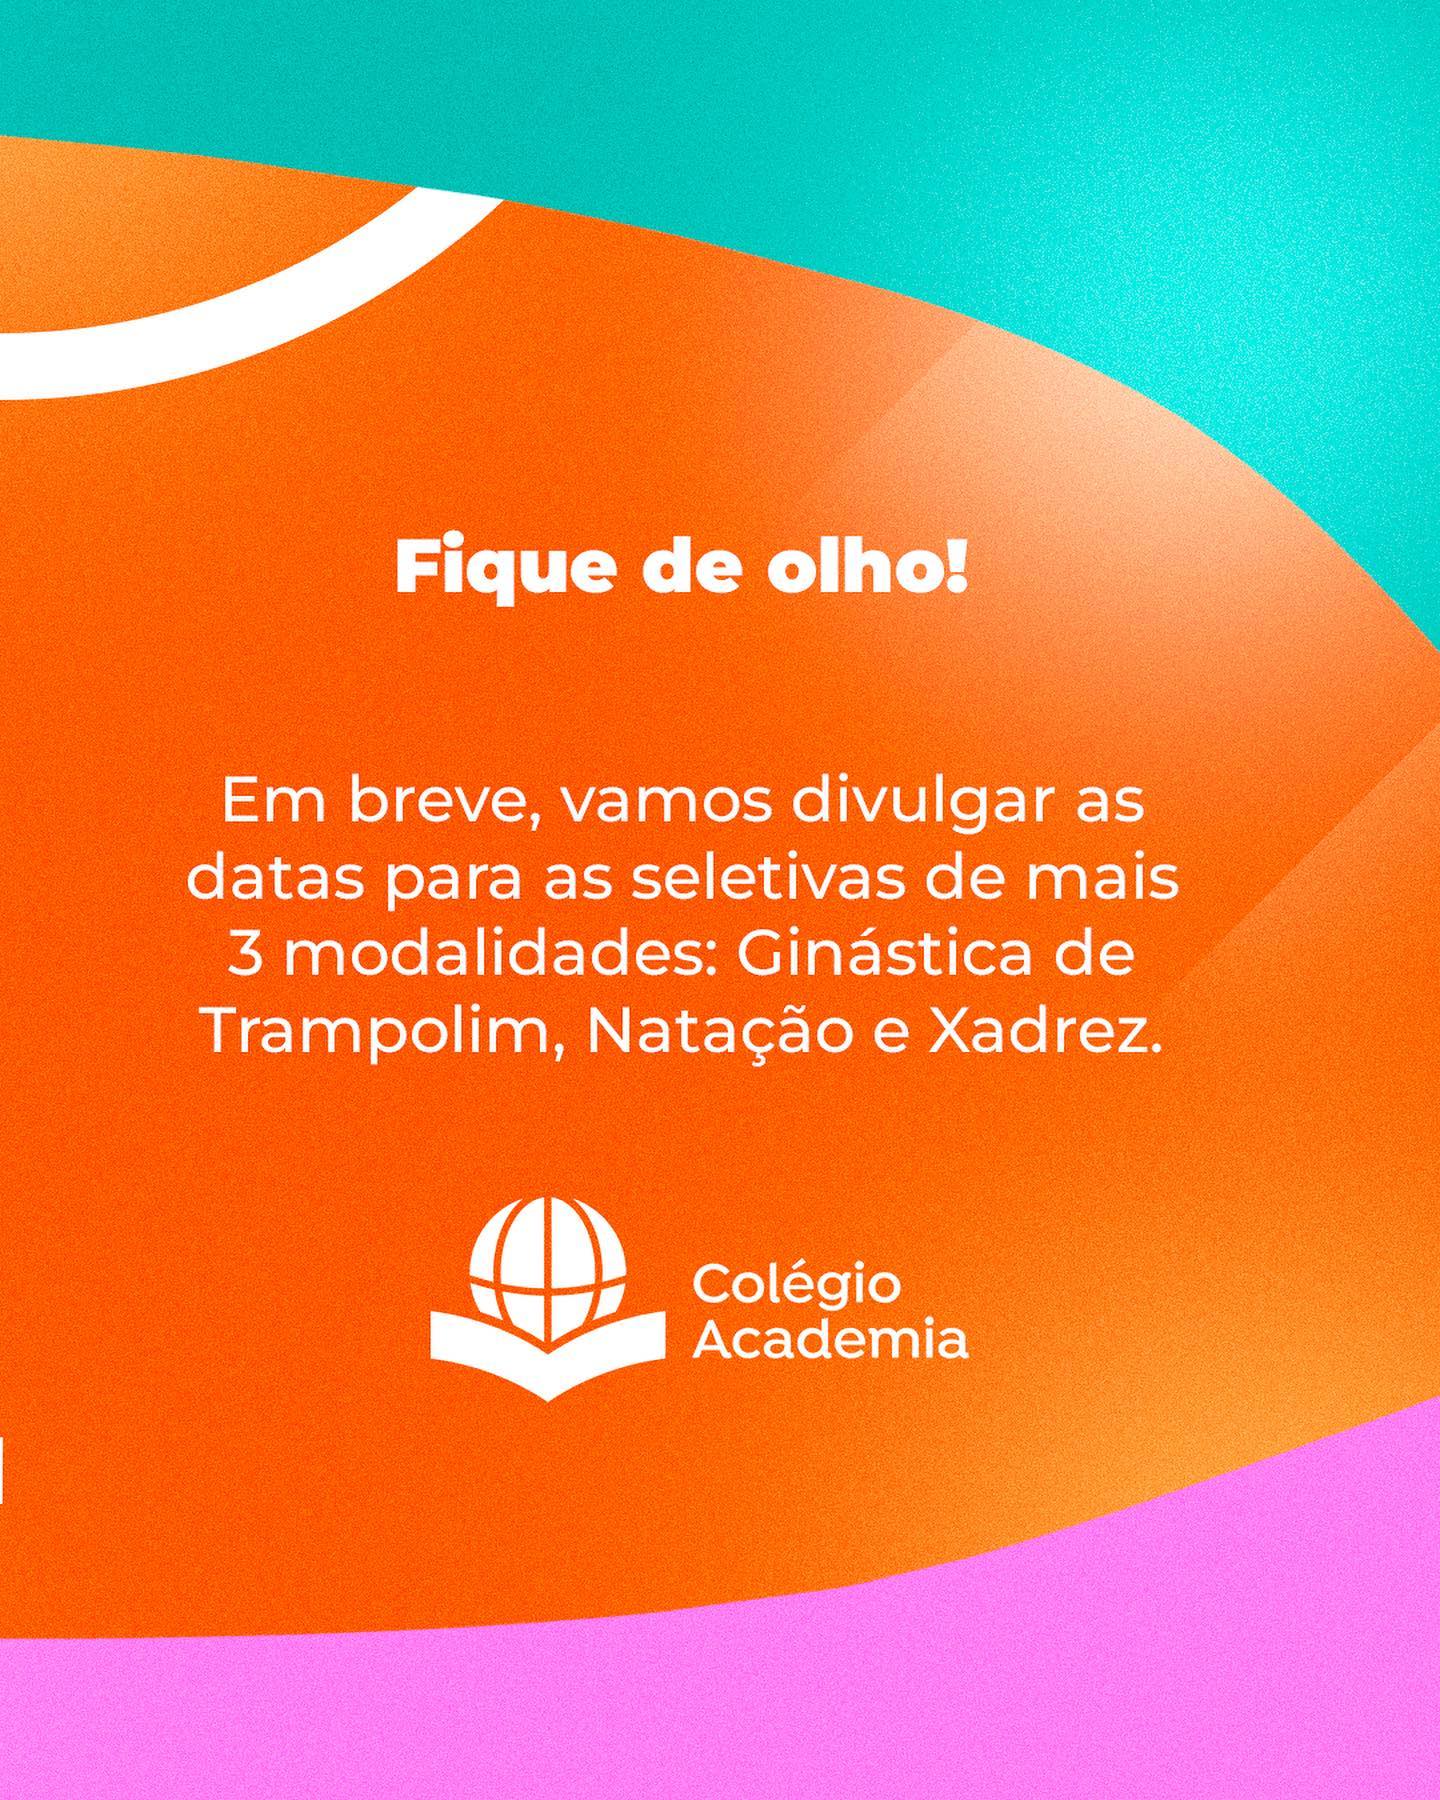 Fique de olho!
Em breve, vamos divulgar as
datas para as seletivas de mais
3 modalidades: Ginástica de
Trampolim, Natação e Xadrez.
Colégio
Academia